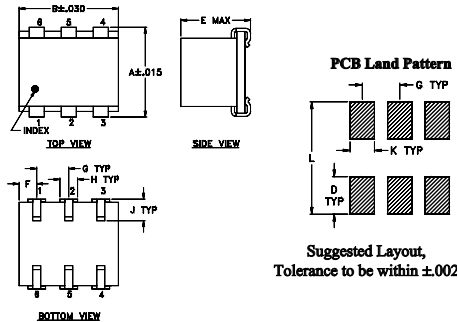 B±.030
E MAX
6 5 4
A±.015
INDEX
1 2 3
TOP VIEW
SIDE VIEW
PCB Land Pattern
G TYP
K TYP
L
D
TYP
G TYP
H TYP
F
1 2 3
J TYP
6 5 4
BOTTOM VIEW
Suggested Layout,
Tolerance to be within ±.002